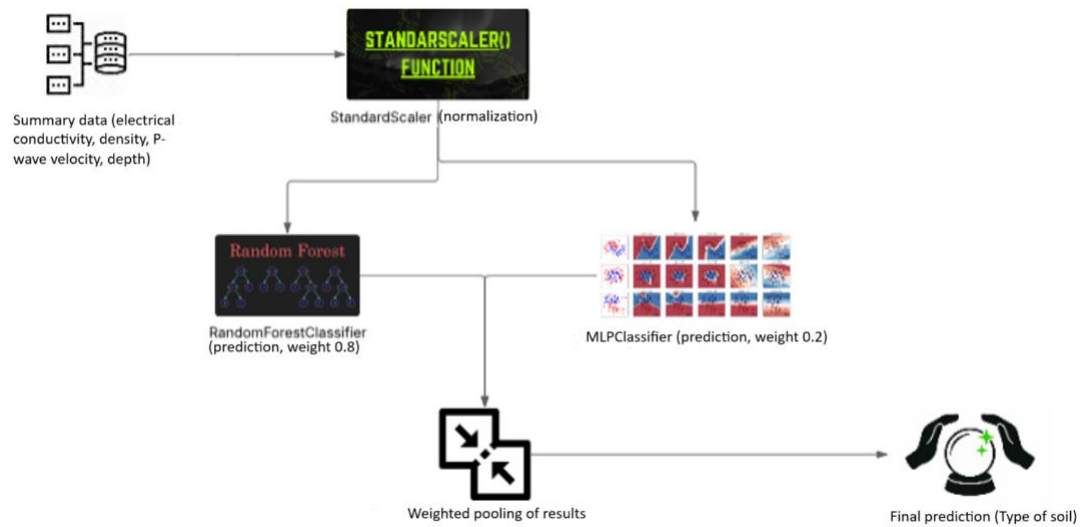 STANDARSCALER()
FUNCTION
Summary data (electrical
conductivity, density, P-
wave velocity, depth)
StandardScaler (normalization)
Random Forest
RandomForestClassifier
(prediction, weight 0.8)
MLPClassifier (prediction, weight 0.2)
Weighted pooling of results
Final prediction (Type of soil)